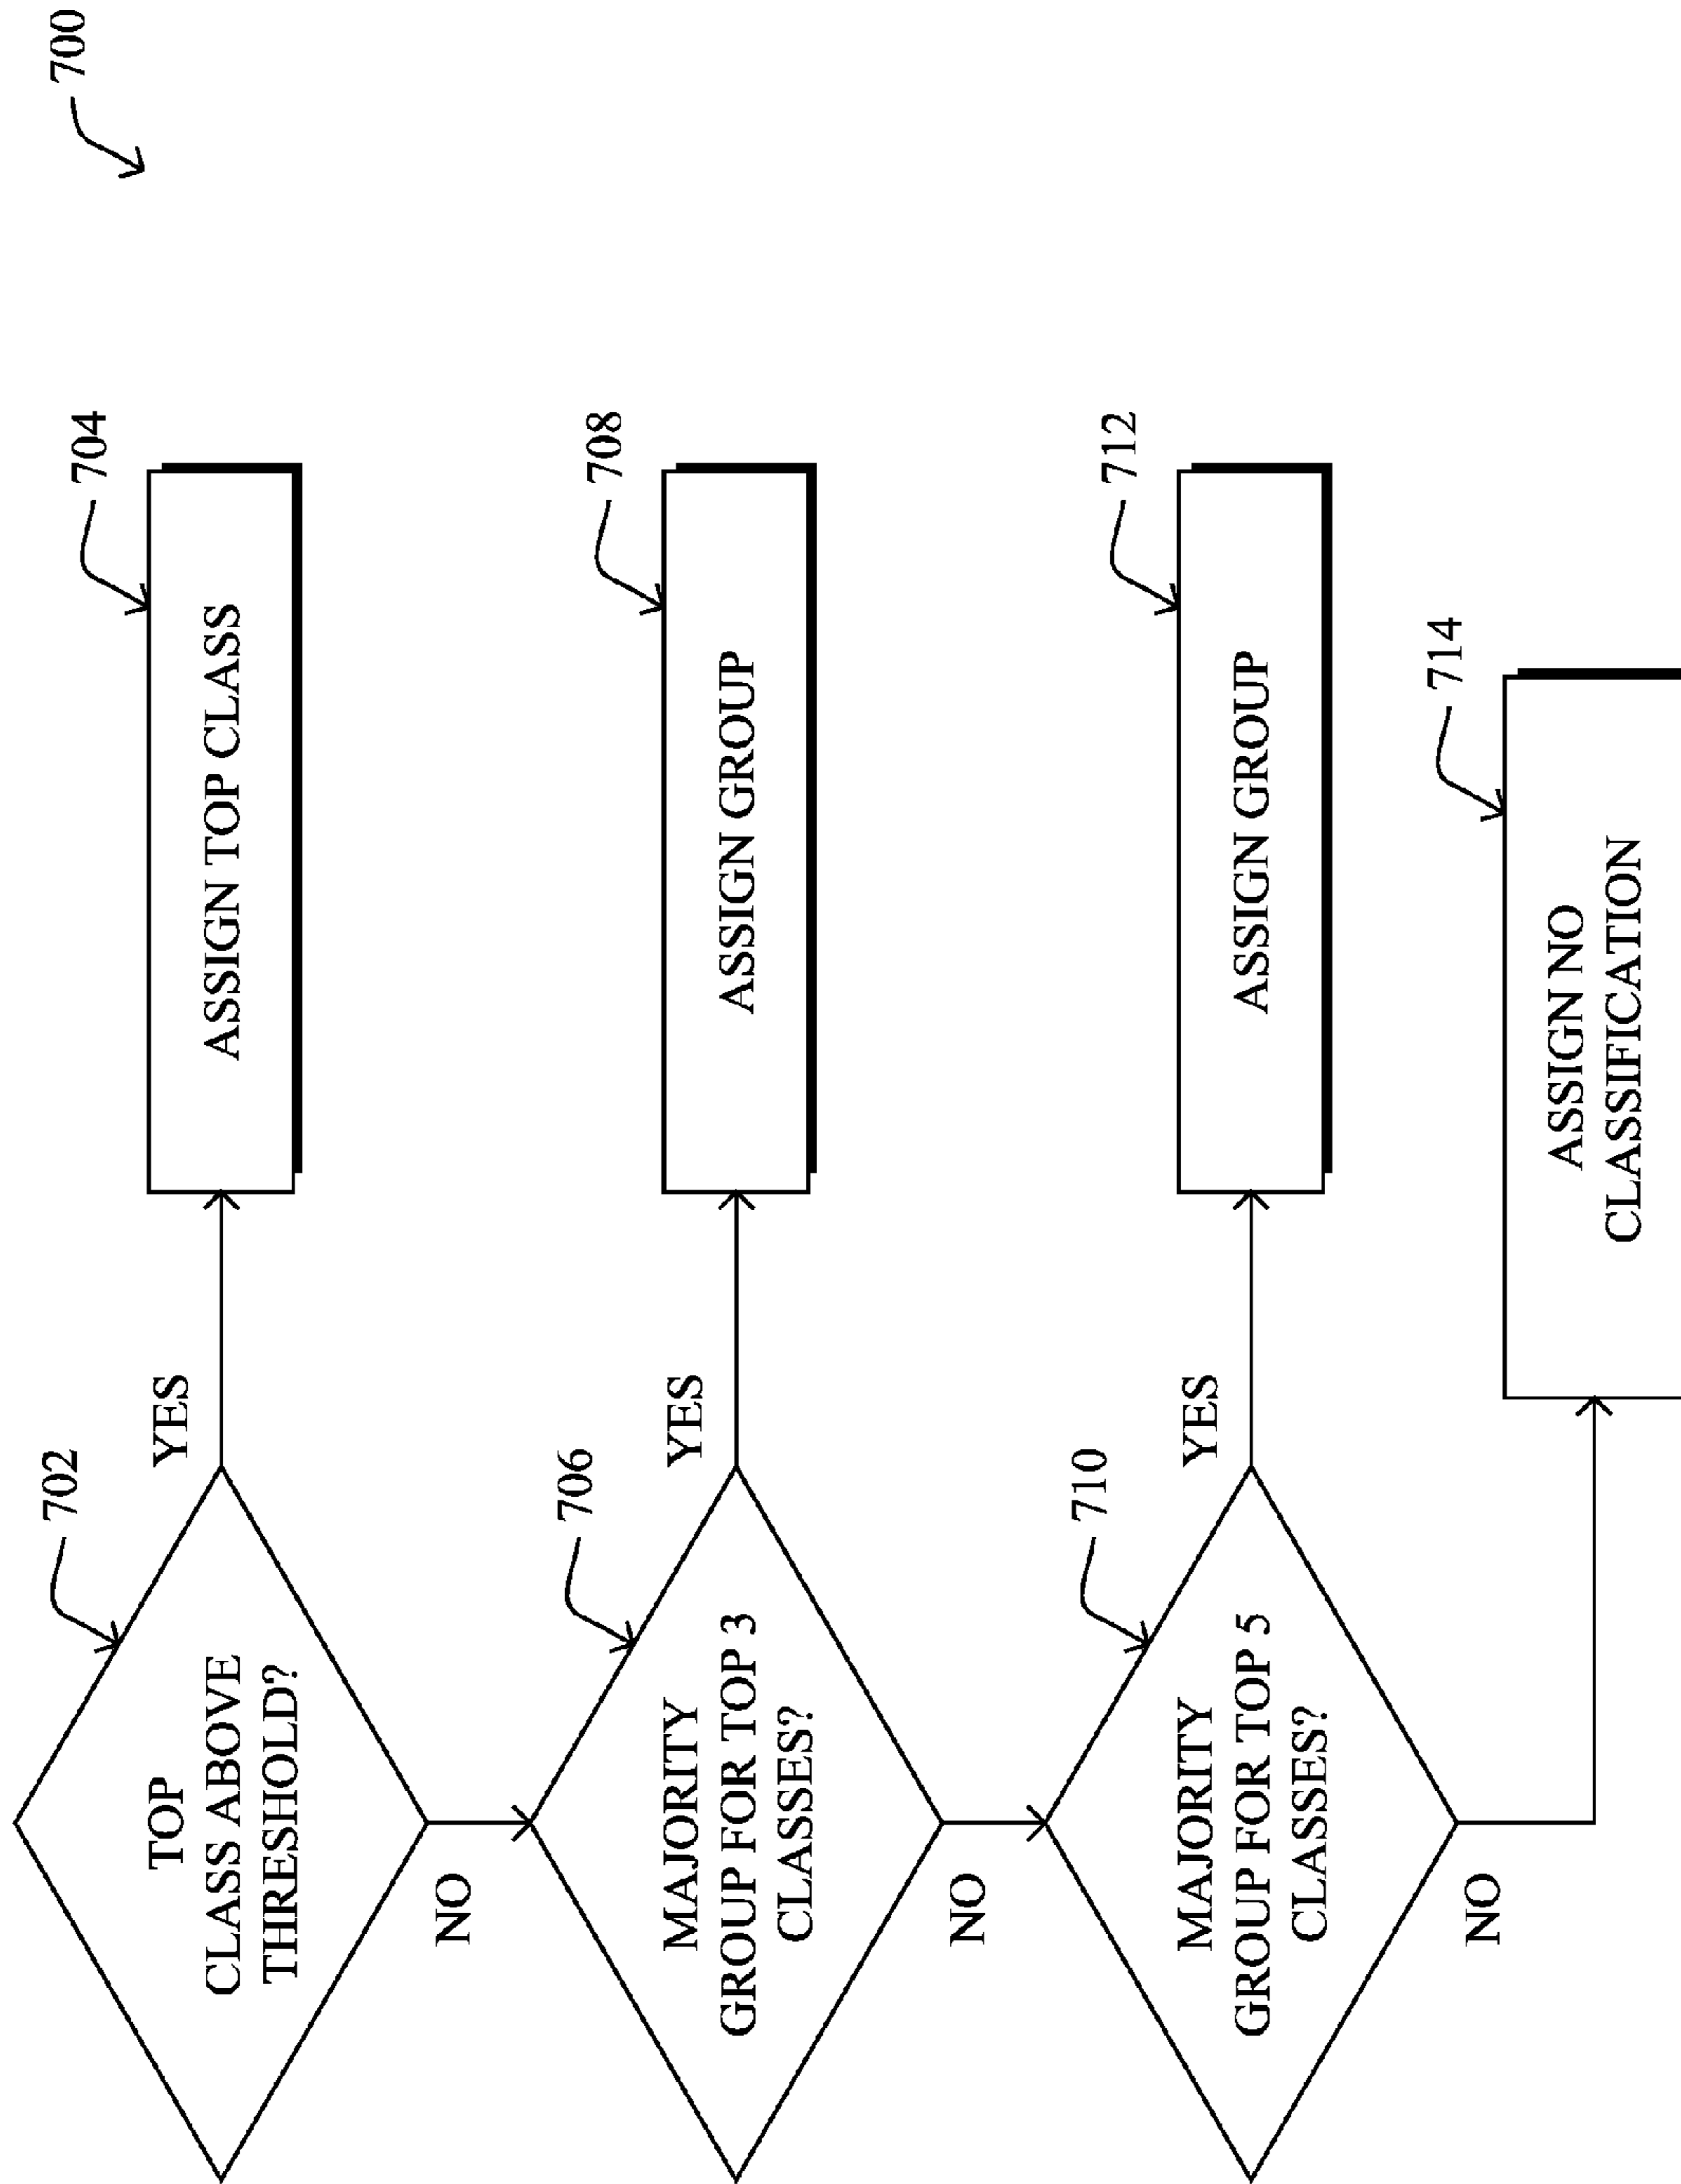 700
702
TOP
CLASS ABOVE
THRESHOLD?
YES
704
ASSIGN TOP CLASS
NO
706
MAJORITY
GROUP FOR TOP 3
CLASSES?
YES
708
ASSIGN GROUP
NO
710
MAJORITY
GROUP FOR TOP 5
CLASSES?
YES
712
ASSIGN GROUP
NO
714
ASSIGN NO
CLASSIFICATION